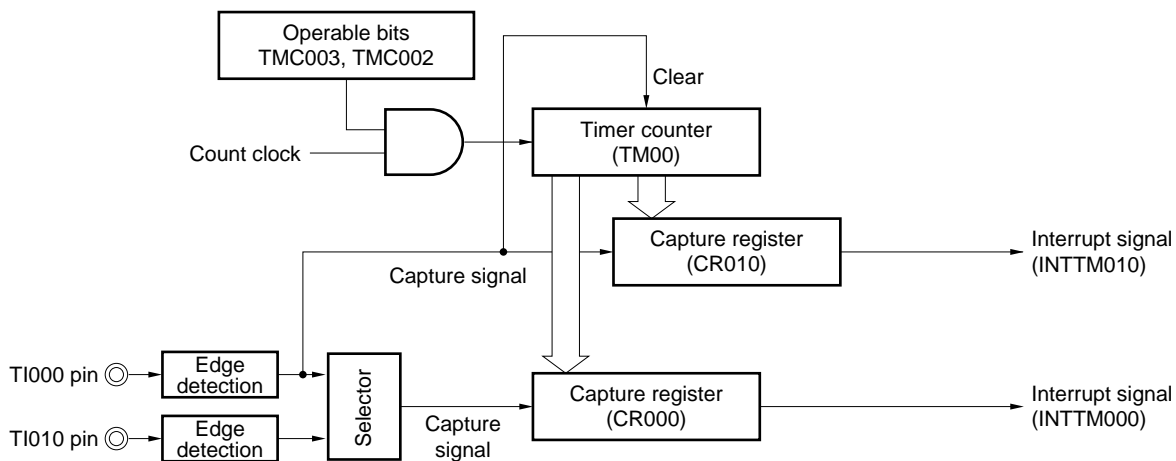 Operable bits
TMC003, TMC002
Clear
Timer counter
(TM00)
Count clock
Capture register
(CR010)
Interrupt signal
(INTTM010)
Capture signal
TI000 pin
Edge
detection
Selector
Capture register
(CR000)
Interrupt signal
(INTTM000)
TI010 pin
Edge
detection
Capture
signal